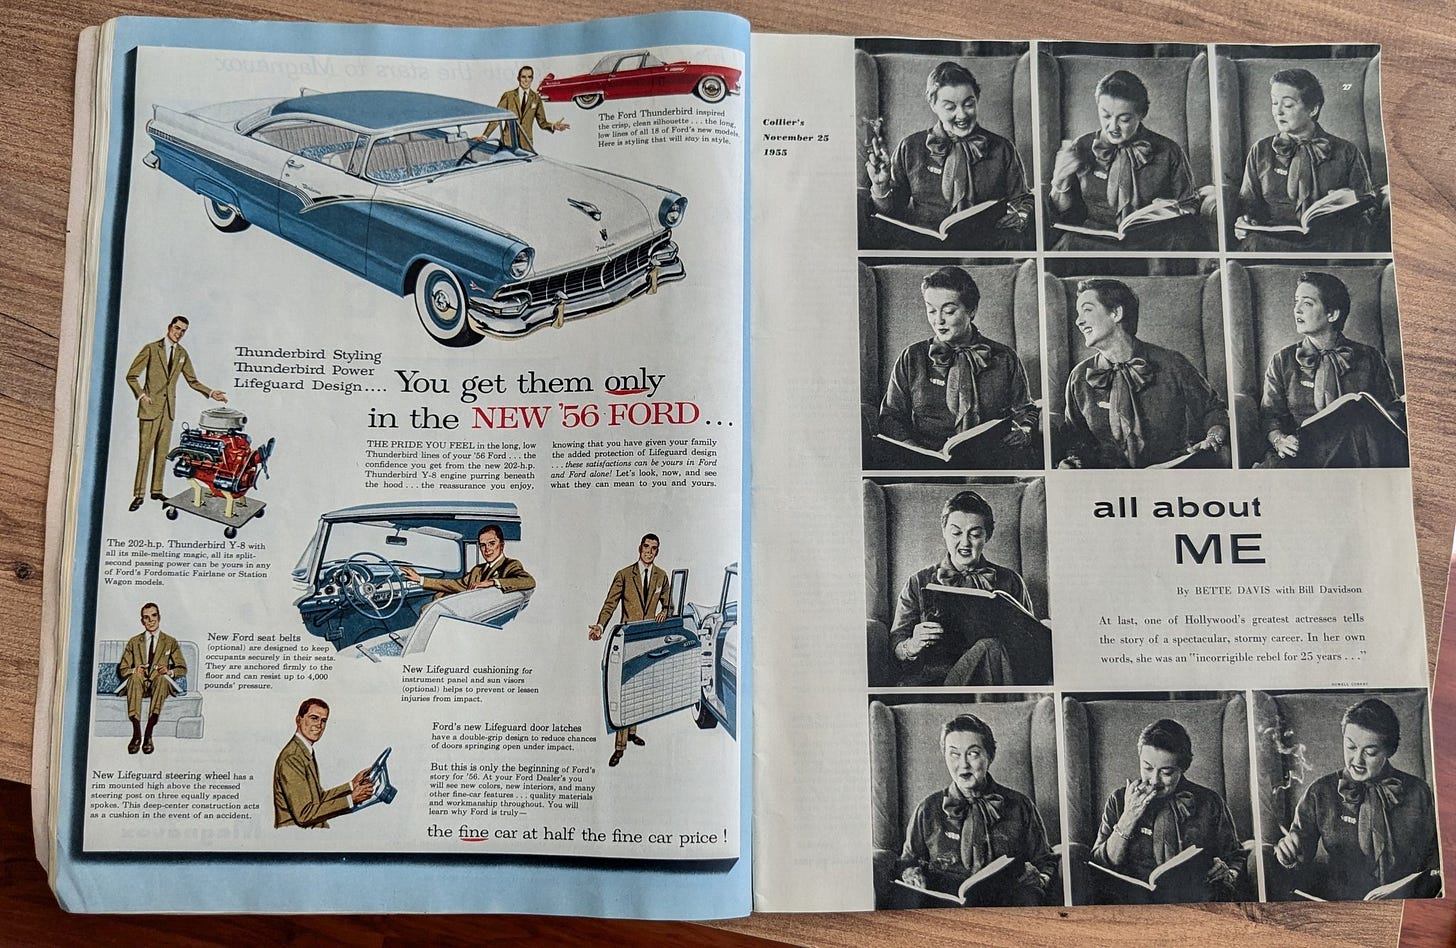 The Ford Thunderbird inspired
the crisp, clean silhouette . . . the long,
low lines of all 18 of Ford's new models.
Here is styling that will stay in style.
Thunderbird Styling
Thunderbird Power
Lifeguard Design....
You get them only
in the NEW '56 FORD...
THE PRIDE YOU FEEL in the long, low
Thunderbird lines of your '56 Ford . . . the
confidence you get from the new 202-h.p.
Thunderbird Y-8 engine purring beneath
the hood . . . the reassurance you enjoy,
knowing that you have given your family
the added protection of Lifeguard design
. . . these satisfactions can be yours in Ford
and Ford alone! Let's look, now, and see
what they can mean to you and yours.
The 202-h.p. Thunderbird Y-8 with
all its mile-melting magic, all its split-
second passing power can be yours in any
of Ford's Fordomatic Fairlane or Station
Wagon models.
New Ford seat belts
(optional) are designed to keep
occupants securely in their seats.
They are anchored firmly to the
floor and can resist up to 4,000
pounds' pressure.
New Lifeguard cushioning for
instrument panel and sun visors
(optional) helps to prevent or lessen
injuries from impact.
Ford's new Lifeguard door latches
have a double-grip design to reduce chances
of doors springing open under impact.
New Lifeguard steering wheel has a
rim mounted high above the recessed
steering post on three equally spaced
spokes. This deep-center construction acts
as a cushion in the event of an accident.
But this is only the beginning of Ford's
story for '56. At your Ford Dealer's you
will see new colors, new interiors, and many
other fine-car features . . . quality materials
and workmanship throughout. You will
learn why Ford is truly—
the fine car at half the fine car price !
Collier's
November 25
1955
27
all about
ME
By BETTE DAVIS with Bill Davidson
At last, one of Hollywood's greatest actresses tells
the story of a spectacular, stormy career. In her own
words, she was an "incorrigible rebel for 25 years . . ."